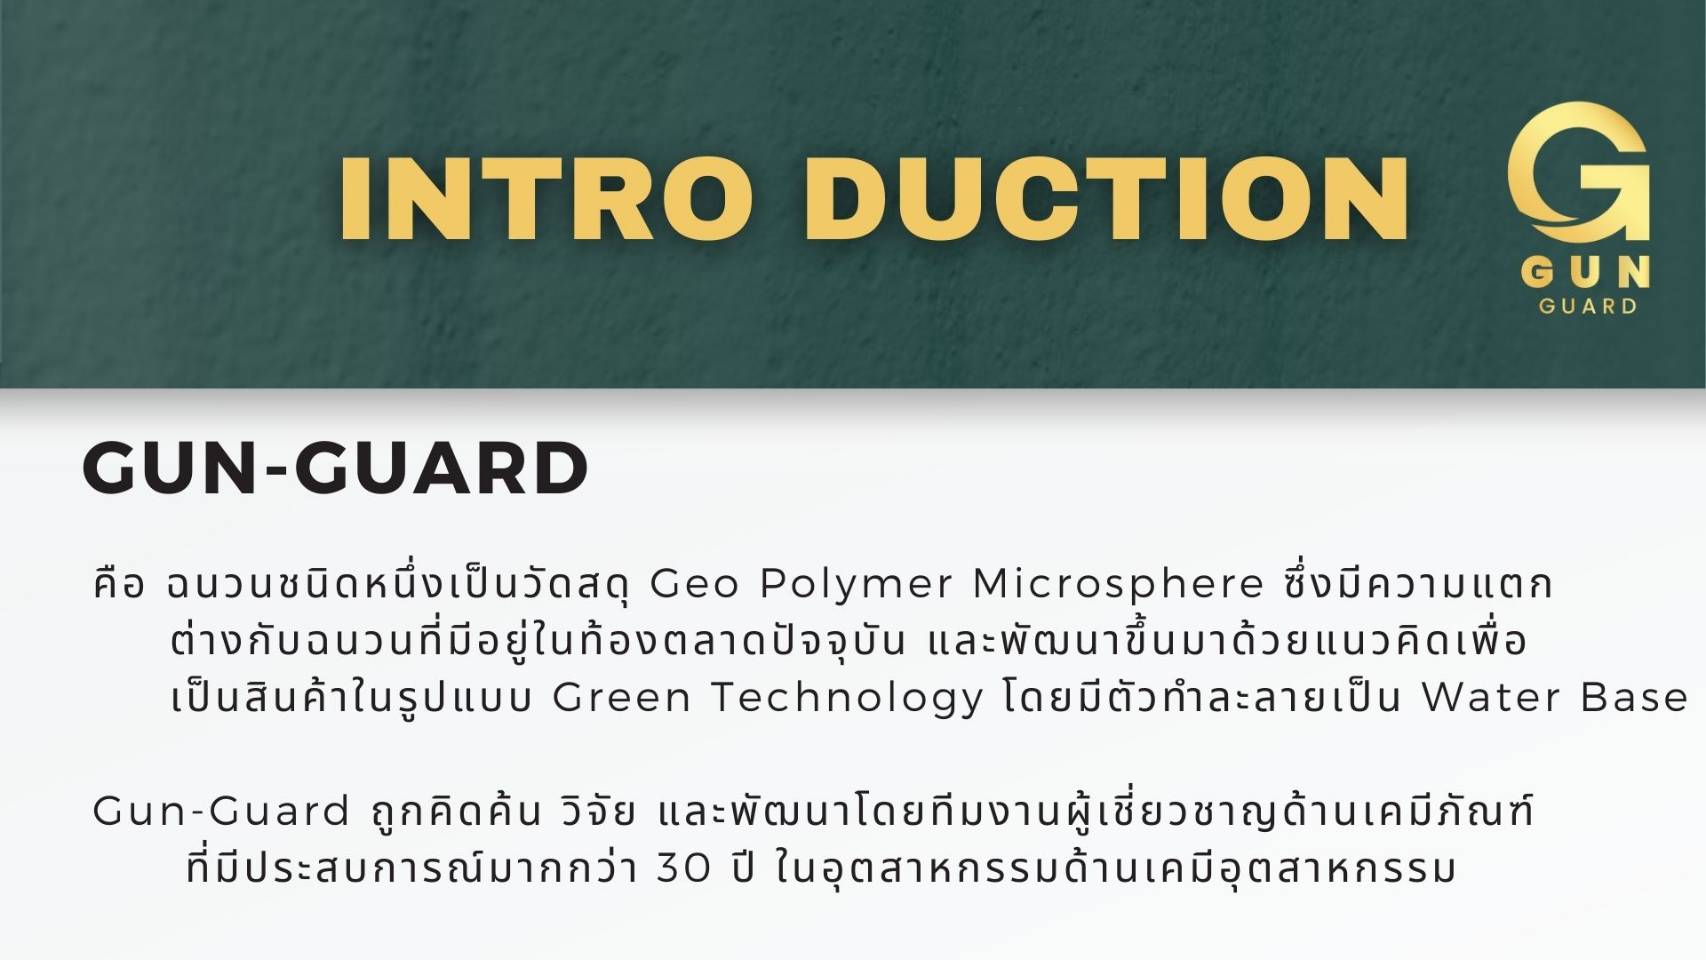 INTRO DUCTION
GUN
GUARD
GUN-GUARD
คือ ฉนวนชนิดหนึ่งเป็นวัดสดุ Geo Polymer Microsphere ซึ่งมีความแตก
ต่างกับฉนวนที่มีอยู่ในท้องตลาดปัจจุบัน และพัฒนาขึ้นมาด้วยแนวคิดเพื่อ
เป็นสินค้าในรูปแบบ Green Technology โดยมีตัวทำละลายเป็น Water Base
Gun-Guard ถูกคิดค้น วิจัย และพัฒนาโดยทีมงานผู้เชี่ยวชาญด้านเคมีภัณฑ์
ที่มีประสบการณ์มากกว่า 30 ปี ในอุตสาหกรรมด้านเคมีอุตสาหกรรม